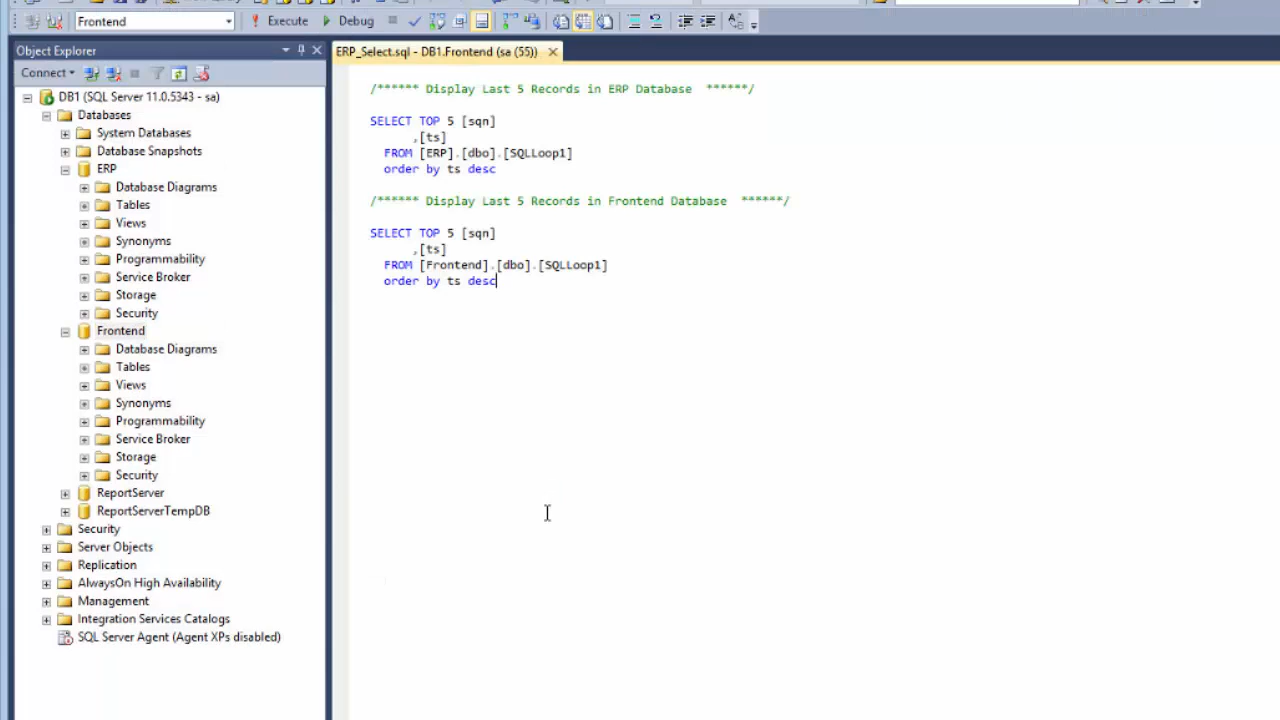 Frontend
Execute
Debug
Object Explorer
Connect
DB1 (SQL Server 11.0.5343 - sa)
Databases
System Databases
Database Snapshots
ERP
Database Diagrams
Tables
Views
Synonyms
Programmability
Service Broker
Storage
Security
Frontend
Database Diagrams
Tables
Views
Synonyms
Programmability
Service Broker
Storage
Security
ReportServer
ReportServerTempDB
Security
Server Objects
Replication
AlwaysOn High Availability
Management
Integration Services Catalogs
SQL Server Agent (Agent XPs disabled)
ERP_Select.sql - DB1.Frontend (sa (55))
/****** Display Last 5 Records in ERP Database  ******/
SELECT TOP 5 [sqn]
,[ts]
FROM [ERP].[dbo].[SQLLoop1]
order by ts desc
/****** Display Last 5 Records in Frontend Database  ******/
SELECT TOP 5 [sqn]
,[ts]
FROM [Frontend].[dbo].[SQLLoop1]
order by ts desc